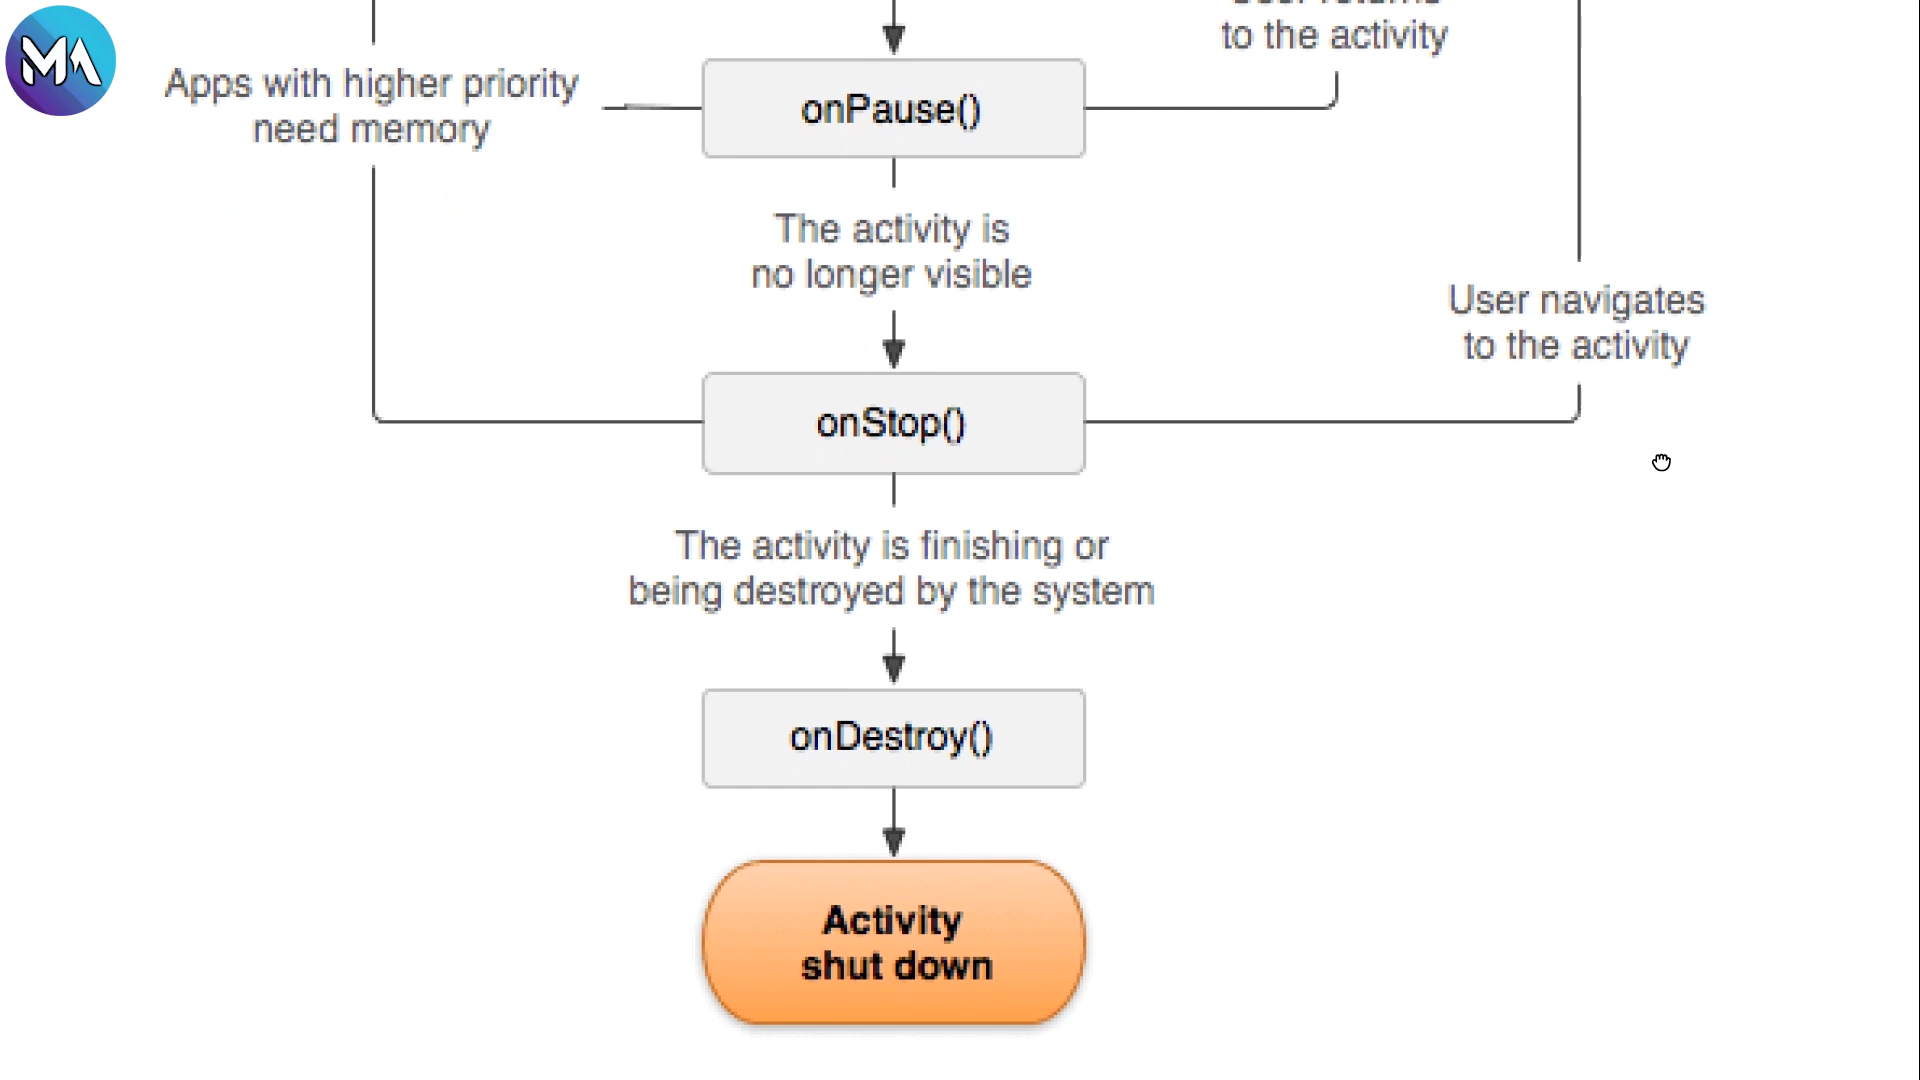 MA
to the activity
Apps with higher priority
need memory
onPause()
The activity is
no longer visible
User navigates
to the activity
onStop()
The activity is finishing or
being destroyed by the system
onDestroy()
Activity
shut down